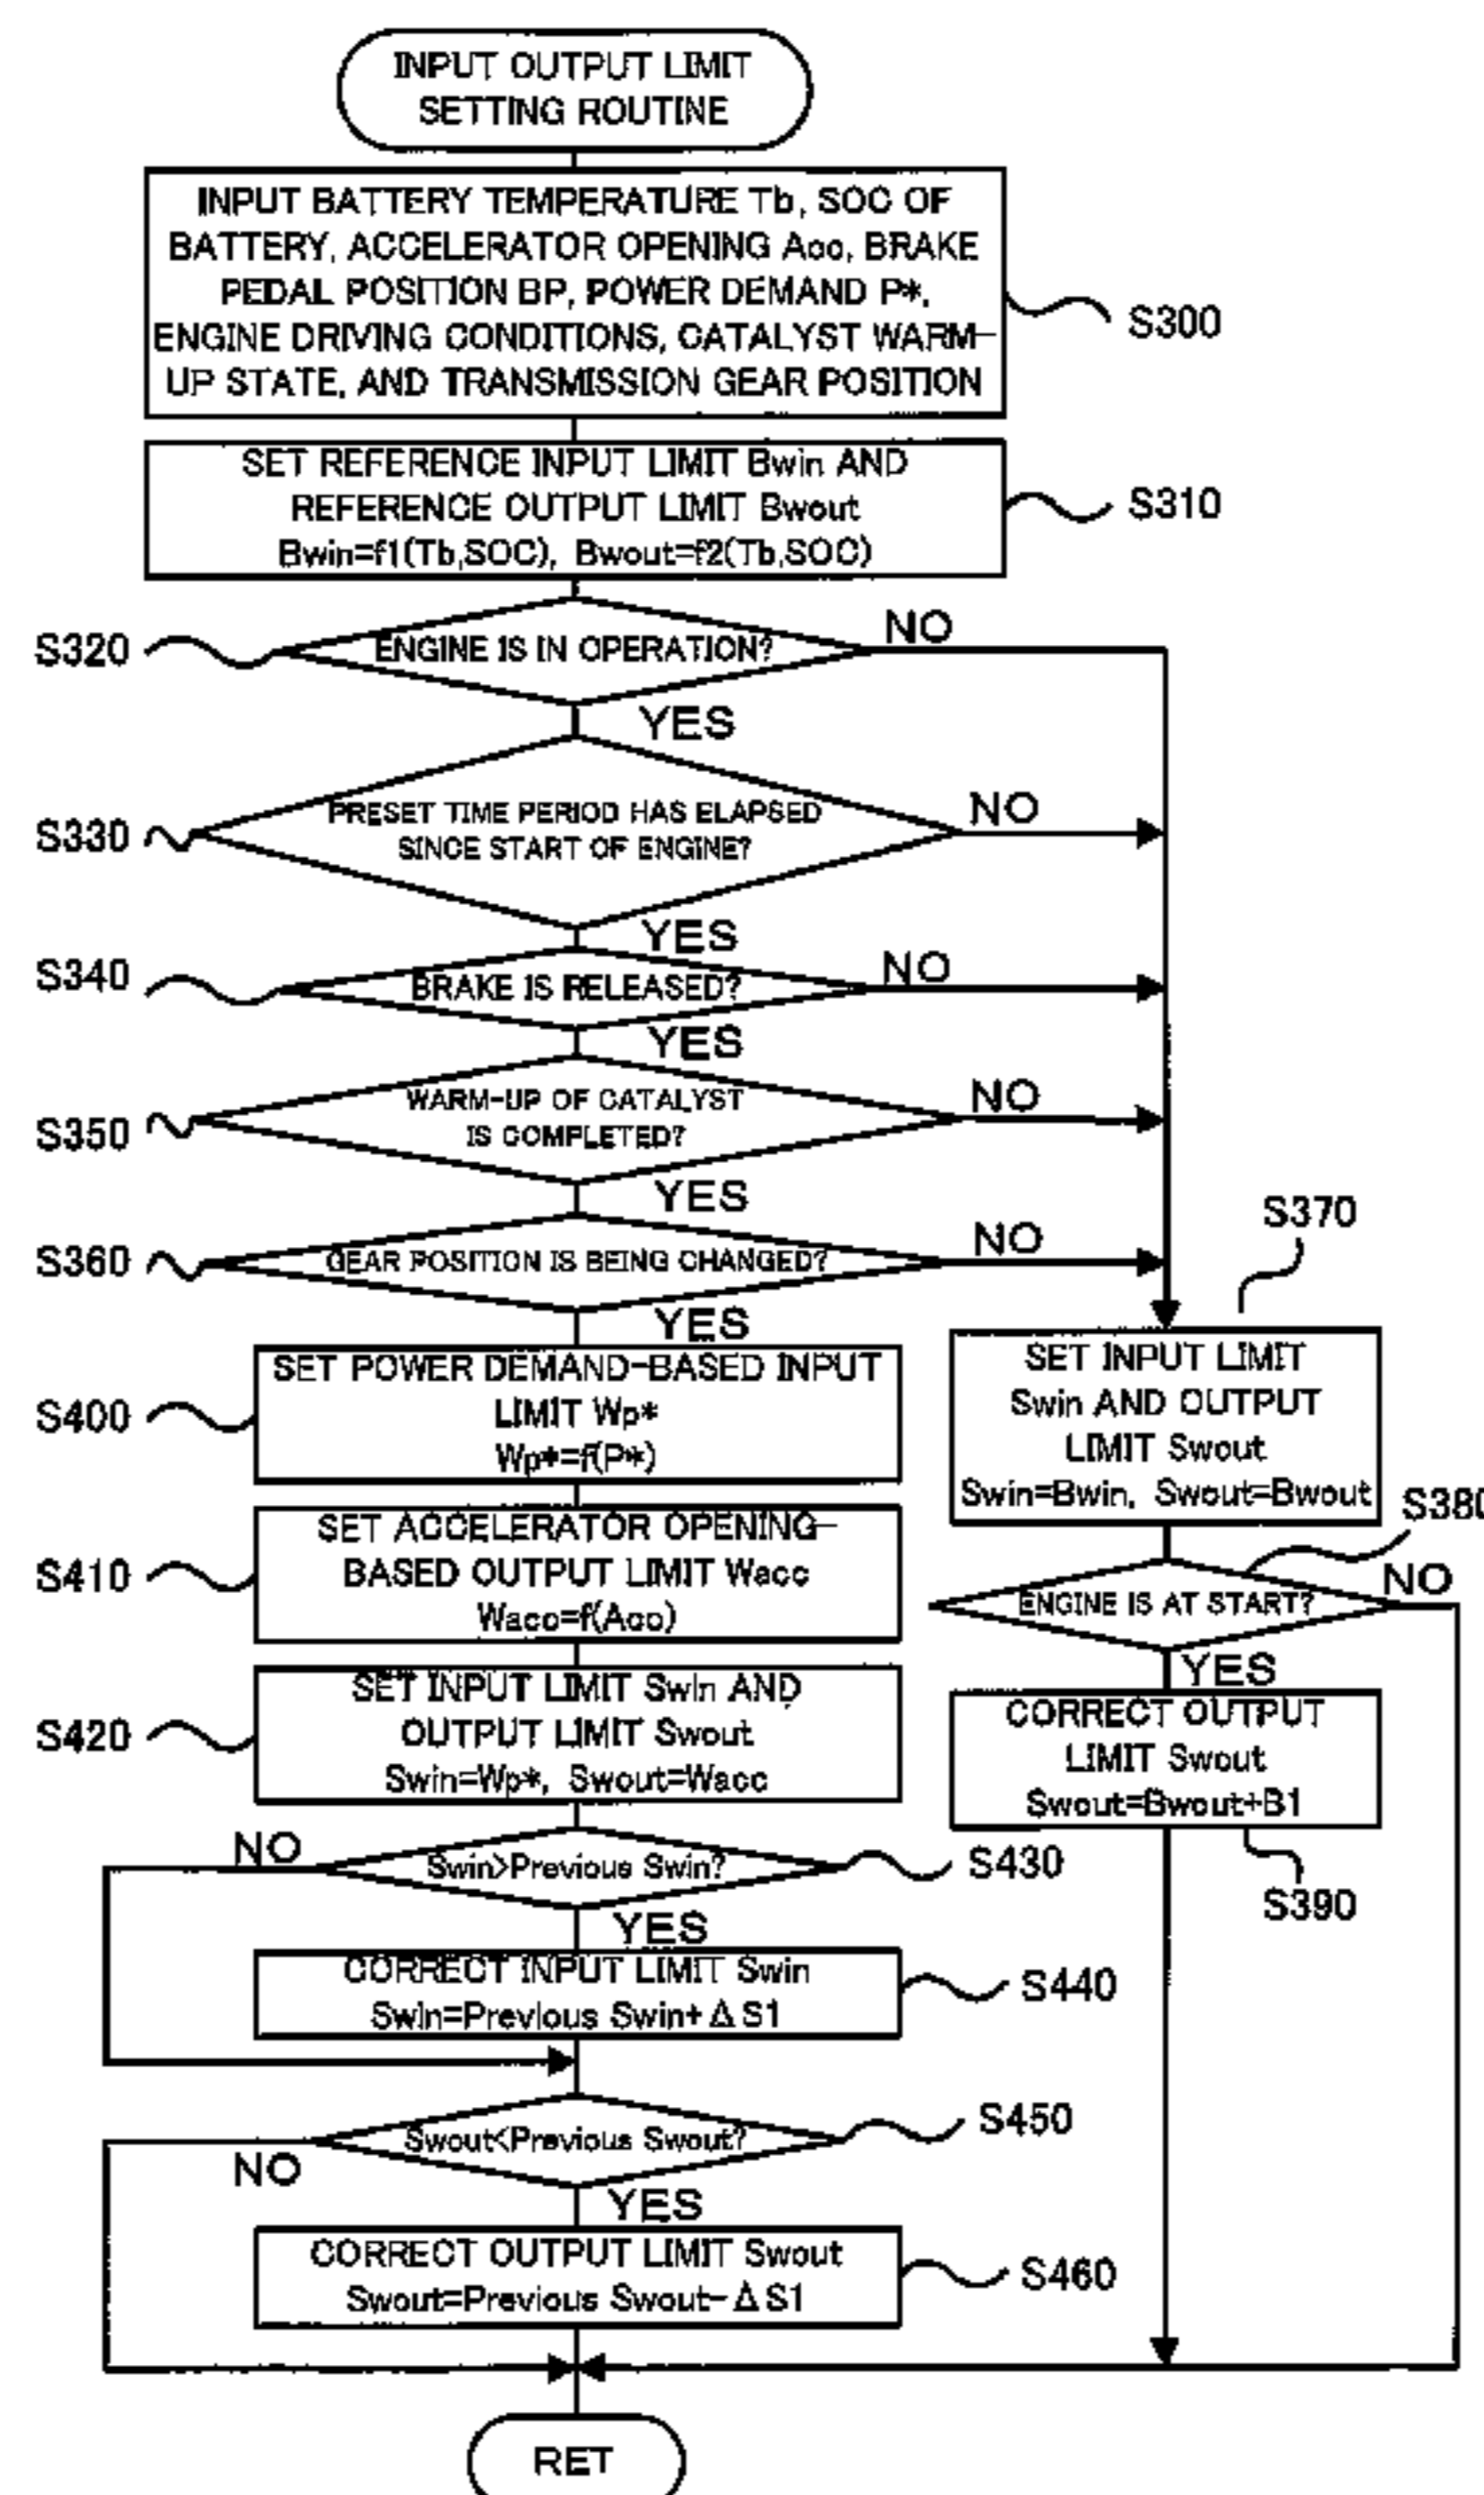 INPUT OUTPUT LIMIT
SETTING ROUTINE
INPUT BATTERY TEMPERATURE Tb, SOC OF
BATTERY, ACCELERATOR OPENING Acc, BRAKE
PEDAL POSITION BP, POWER DEMAND P*,
ENGINE DRIVING CONDITIONS, CATALYST WARM-
UP STATE, AND TRANSMISSION GEAR POSITION
S300
SET REFERENCE INPUT LIMIT Bwin AND
REFERENCE OUTPUT LIMIT Bwout
Bwin=f1(Tb,SOC), Bwout=f2(Tb,SOC)
S310
S320
ENGINE IS IN OPERATION?
NO
YES
S330
PRESET TIME PERIOD HAS ELAPSED
SINCE START OF ENGINE?
NO
YES
S340
BRAKE IS RELEASED?
NO
YES
S350
WARM-UP OF CATALYST
IS COMPLETED?
NO
YES
S360
GEAR POSITION IS BEING CHANGED?
NO
YES
S370
SET INPUT LIMIT
Swin AND OUTPUT
LIMIT Swout
Swin=Bwin, Swout=Bwout
S380
ENGINE IS AT START?
NO
YES
CORRECT OUTPUT
LIMIT Swout
Swout=Bwout+B1
S390
S400
SET POWER DEMAND-BASED INPUT
LIMIT Wp*
Wp*=f(P*)
S410
SET ACCELERATOR OPENING-
BASED OUTPUT LIMIT Wacc
Wacc=f(Acc)
S420
SET INPUT LIMIT Swin AND
OUTPUT LIMIT Swout
Swin=Wp*, Swout=Wacc
NO
Swin>Previous Swin?
S430
YES
CORRECT INPUT LIMIT Swin
Swin=Previous Swin+ΔS1
S440
Swout<Previous Swout?
S450
NO
YES
CORRECT OUTPUT LIMIT Swout
Swout=Previous Swout-ΔS1
S460
RET